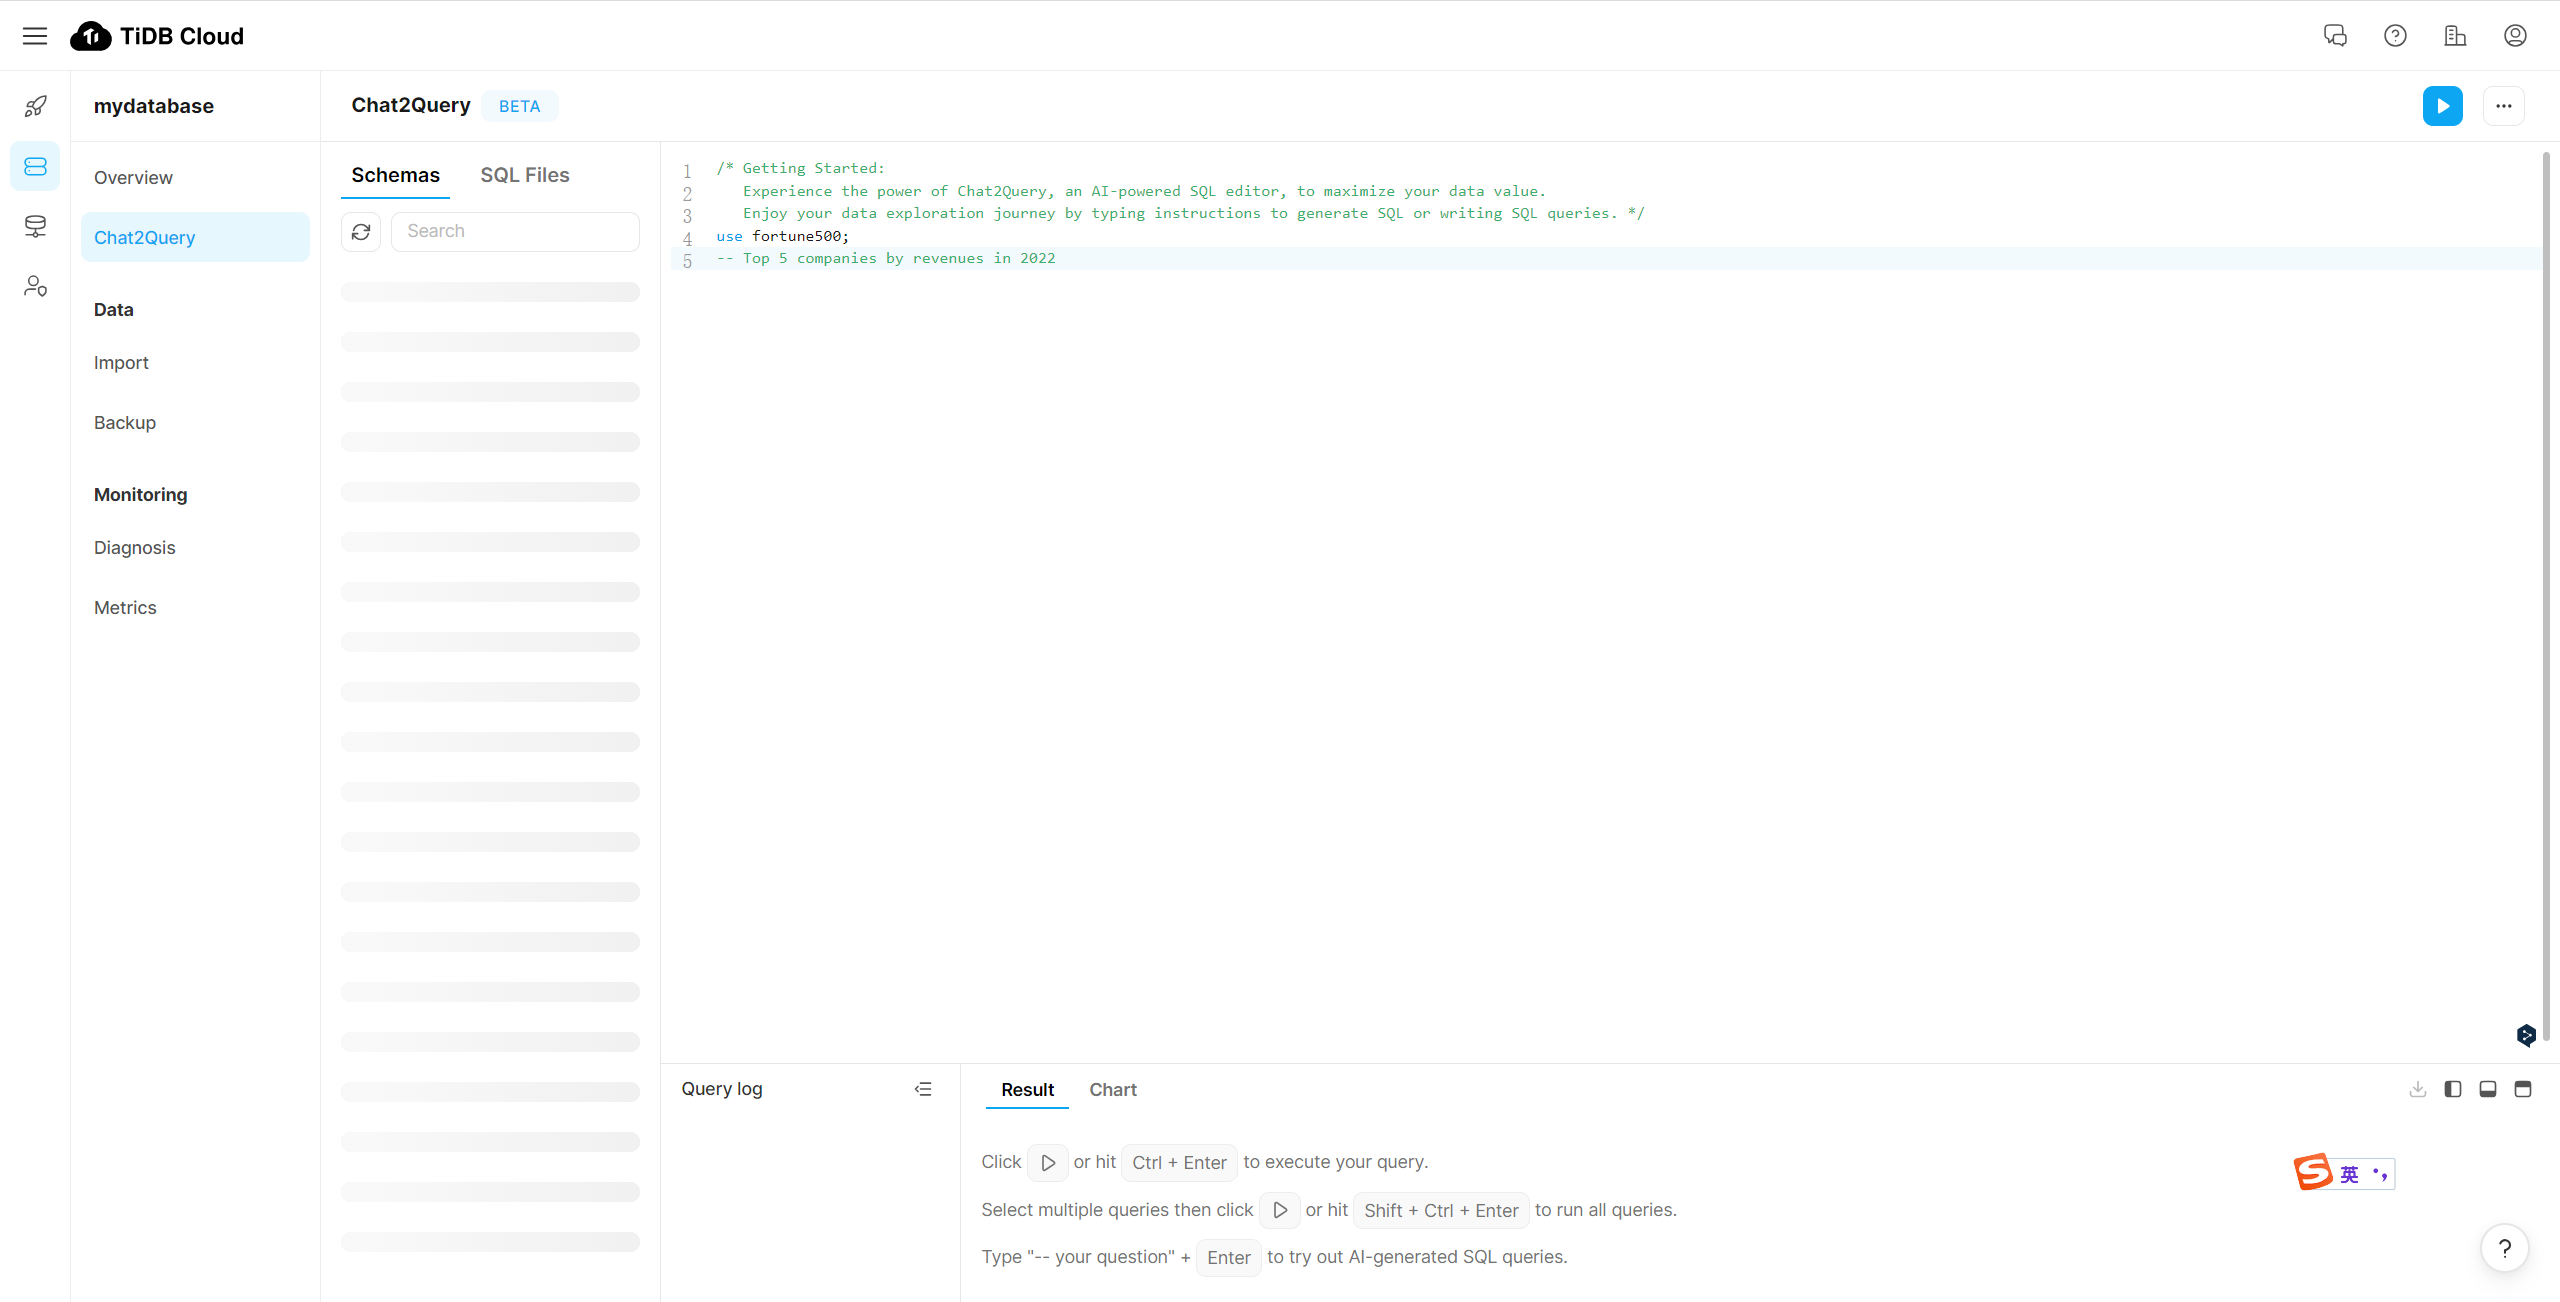 TiDB Cloud
mydatabase
Chat2Query BETA
Overview
Chat2Query
Data
Import
Backup
Monitoring
Diagnosis
Metrics
Schemas SQL Files
Search
1 /* Getting Started:
2 Experience the power of Chat2Query, an AI-powered SQL editor, to maximize your data value.
3 Enjoy your data exploration journey by typing instructions to generate SQL or writing SQL queries. */
4 use fortune500;
5 -- Top 5 companies by revenues in 2022
Query log
Result Chart
Click or hit Ctrl + Enter to execute your query.
Select multiple queries then click or hit Shift + Ctrl + Enter to run all queries.
Type "-- your question" + Enter to try out AI-generated SQL queries.
S 英 •,
?